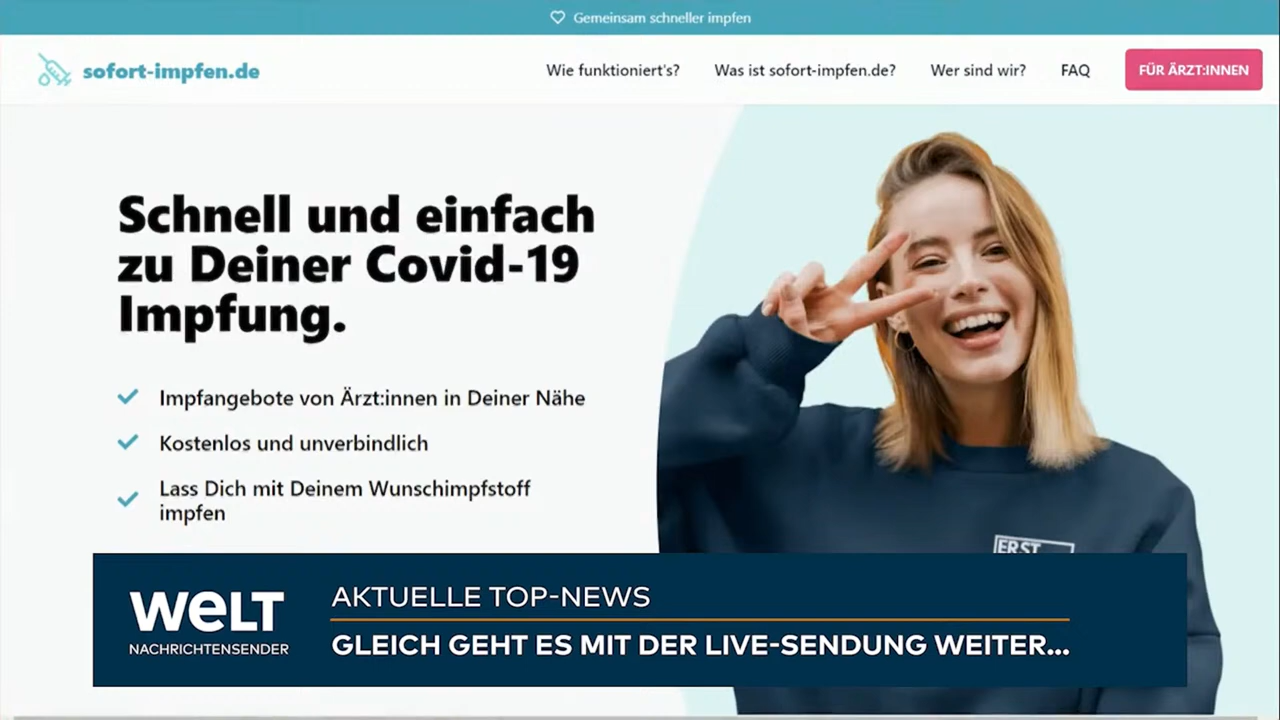 Gemeinsam schneller impfen
sofort-impfen.de
Wie funktioniert's?
Was ist sofort-impfen.de?
Wer sind wir?
FAQ
FÜR ÄRZT:INNEN
Schnell und einfach
zu Deiner Covid-19
Impfung.
Impfangebote von Ärzt:innen in Deiner Nähe
Kostenlos und unverbindlich
Lass Dich mit Deinem Wunschimpfstoff
impfen
ERST
WELT
NACHRICHTENSENDER
AKTUELLE TOP-NEWS
GLEICH GEHT ES MIT DER LIVE-SENDUNG WEITER...